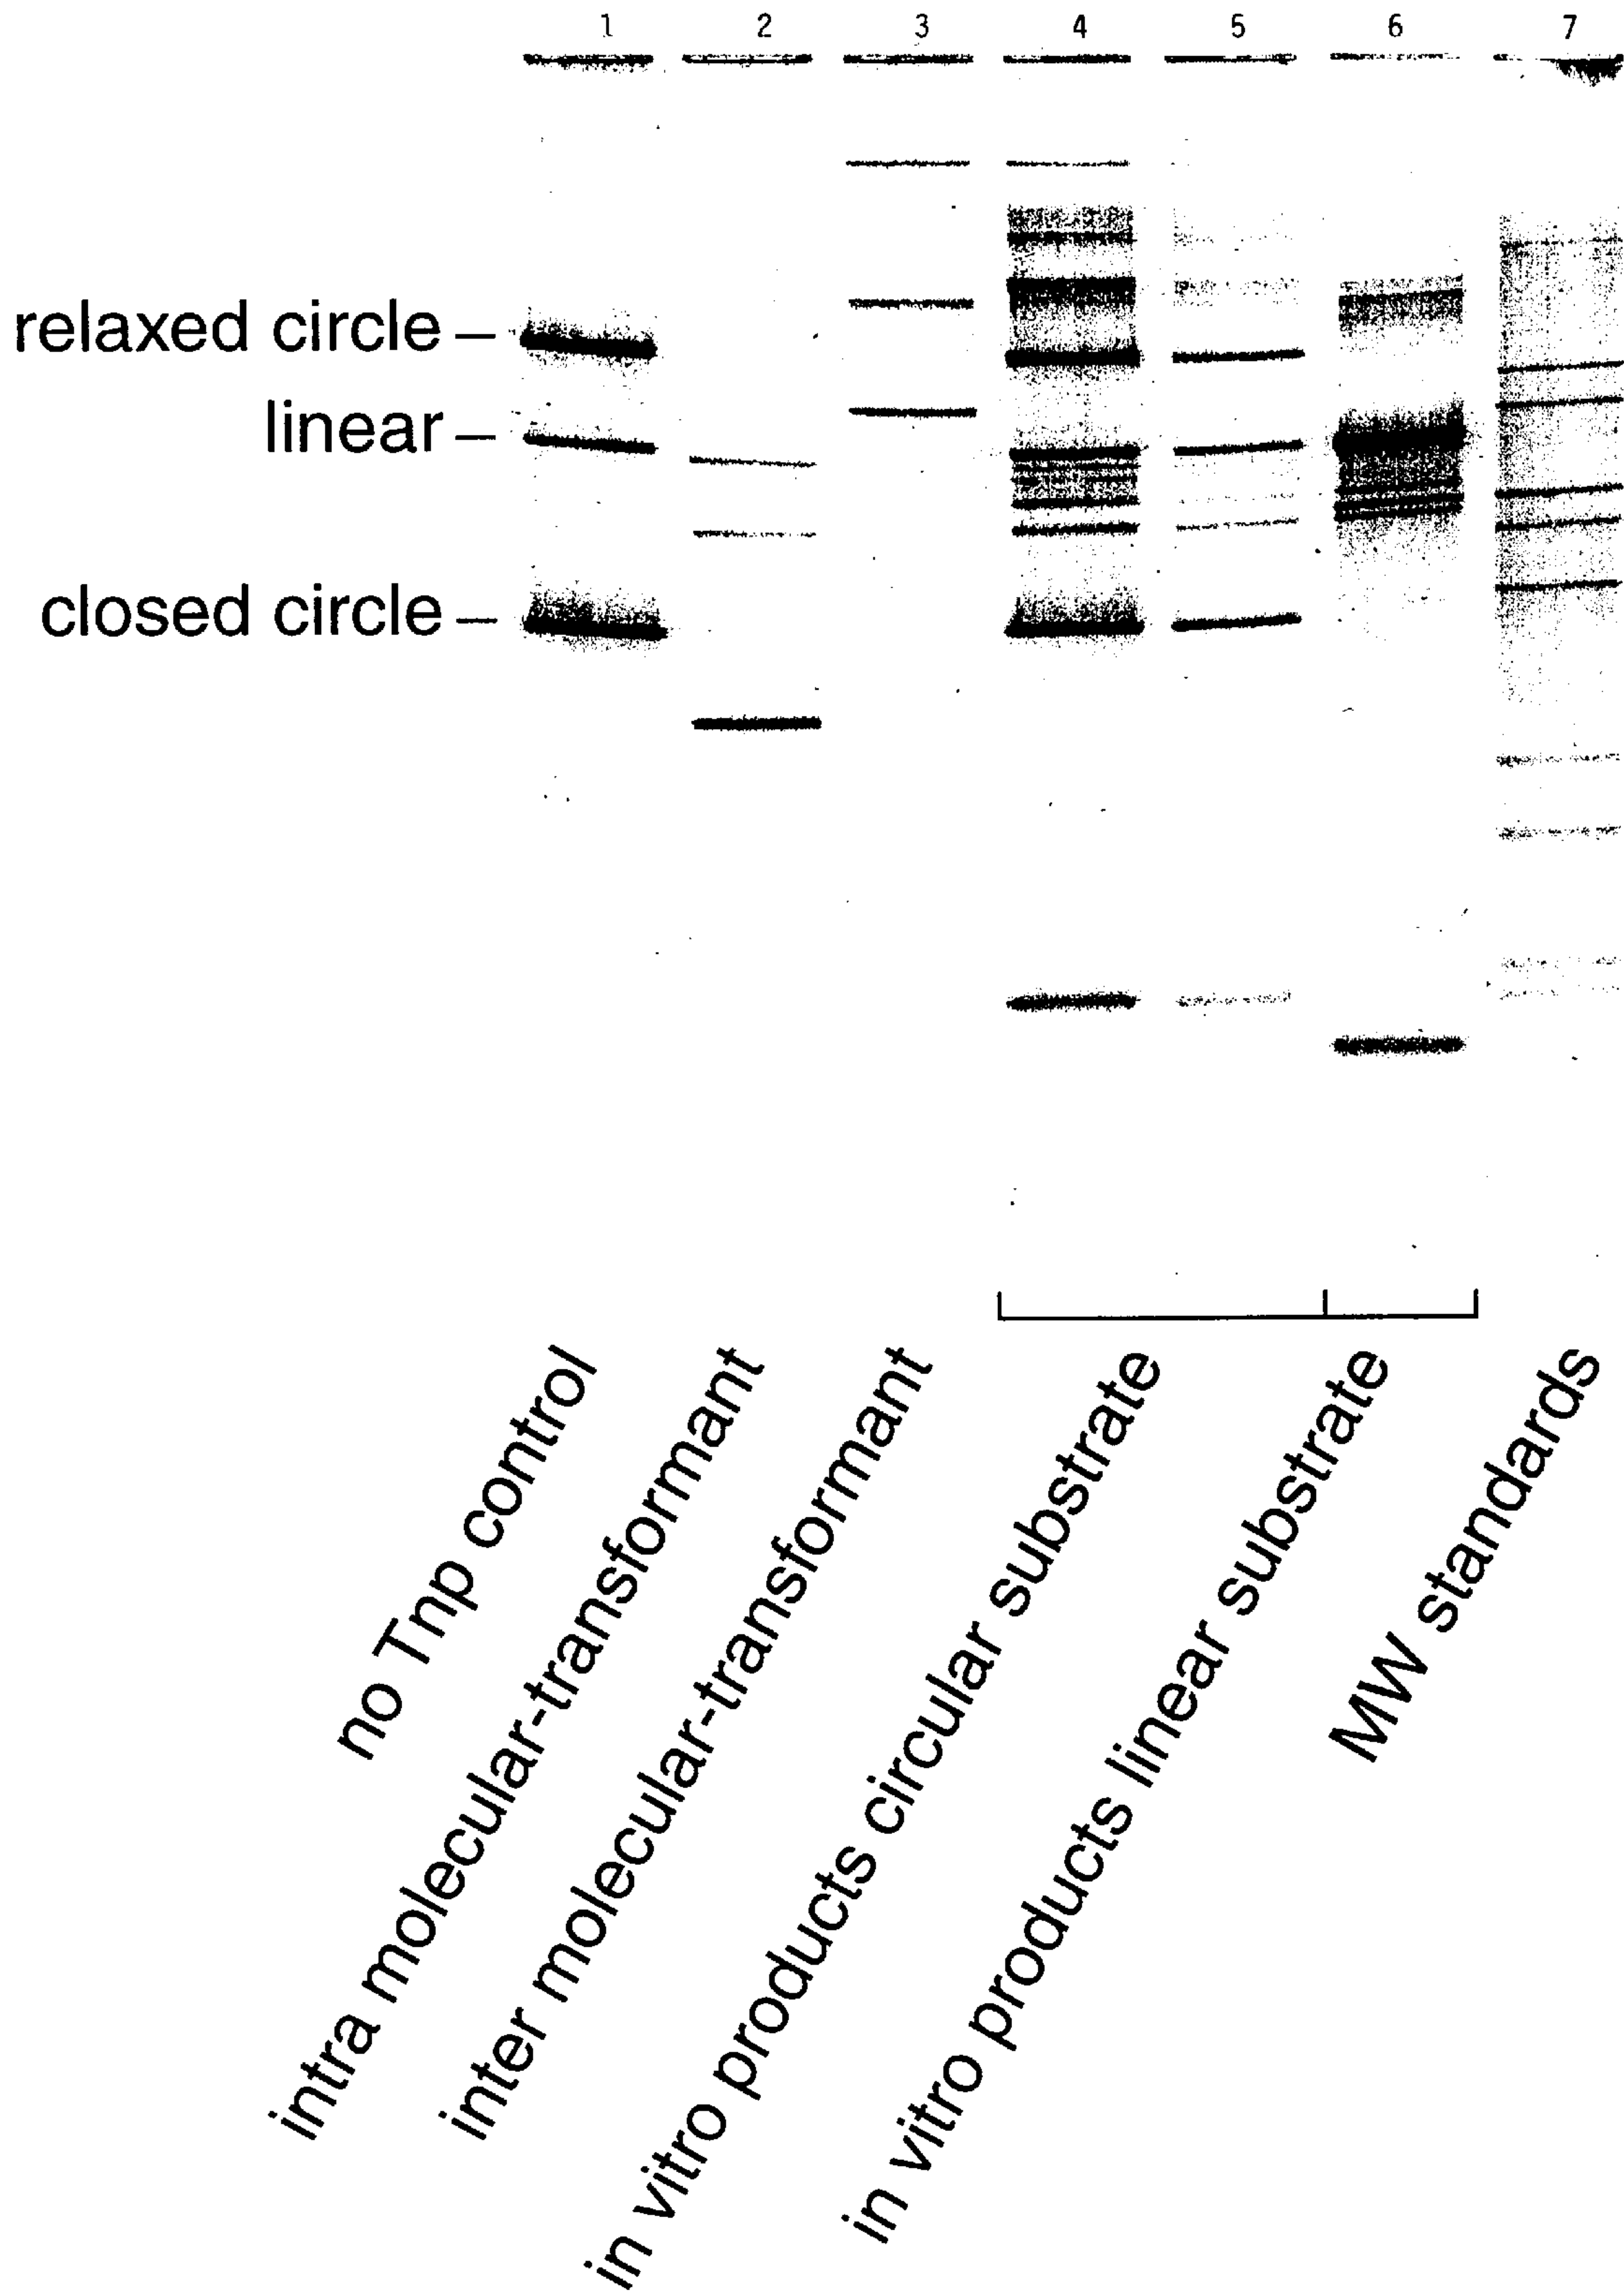 1 2 3 4 5 6 7
relaxed circle –
linear –
closed circle –
no Tnp control
intra molecular-transformant
inter molecular-transformant
in vitro products circular substrate
in vitro products linear substrate
MW standards